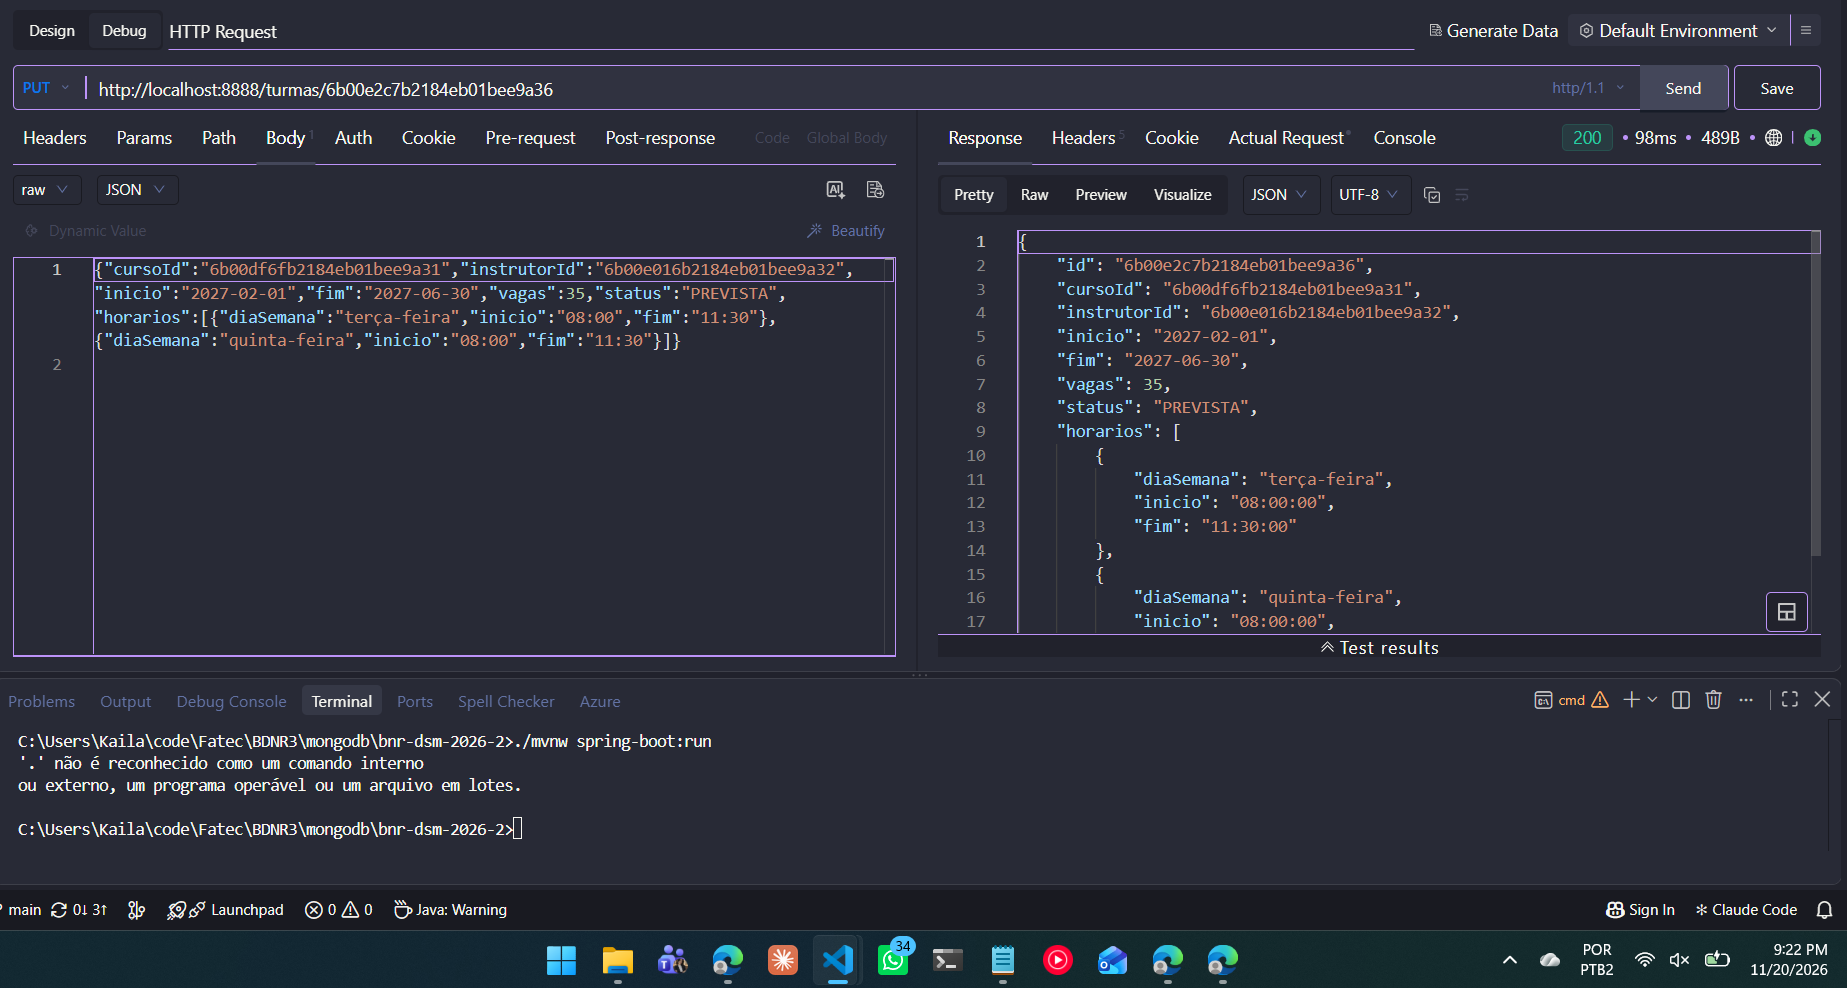 Design Debug HTTP Request Generate Data Default Environment
PUT http://localhost:8888/turmas/6b00e2c7b2184eb01bee9a36 http/1.1 Send Save
Headers Params Path Body 1 Auth Cookie Pre-request Post-response Code Global Body
raw JSON
Dynamic Value Beautify
1 {"cursoId":"6b00df6fb2184eb01bee9a31","instrutorId":"6b00e016b2184eb01bee9a32",
"inicio":"2027-02-01","fim":"2027-06-30","vagas":35,"status":"PREVISTA",
"horarios":[{"diaSemana":"terça-feira","inicio":"08:00","fim":"11:30"},
{"diaSemana":"quinta-feira","inicio":"08:00","fim":"11:30"}]}
2
Response Headers 5 Cookie Actual Request Console 200 • 98ms • 489B •
Pretty Raw Preview Visualize JSON UTF-8
1 {
2 "id": "6b00e2c7b2184eb01bee9a36",
3 "cursoId": "6b00df6fb2184eb01bee9a31",
4 "instrutorId": "6b00e016b2184eb01bee9a32",
5 "inicio": "2027-02-01",
6 "fim": "2027-06-30",
7 "vagas": 35,
8 "status": "PREVISTA",
9 "horarios": [
10 {
11 "diaSemana": "terça-feira",
12 "inicio": "08:00:00",
13 "fim": "11:30:00"
14 },
15 {
16 "diaSemana": "quinta-feira",
17 "inicio": "08:00:00",
Test results
Problems Output Debug Console Terminal Ports Spell Checker Azure cmd
C:\Users\Kaila\code\Fatec\BDNR3\mongodb\bnr-dsm-2026-2>./mvnw spring-boot:run
'.' não é reconhecido como um comando interno
ou externo, um programa operável ou um arquivo em lotes.
C:\Users\Kaila\code\Fatec\BDNR3\mongodb\bnr-dsm-2026-2>
main 0↓ 3↑ Launchpad 0 0 Java: Warning Sign In Claude Code
34
POR
PTB2
9:22 PM
11/20/2026